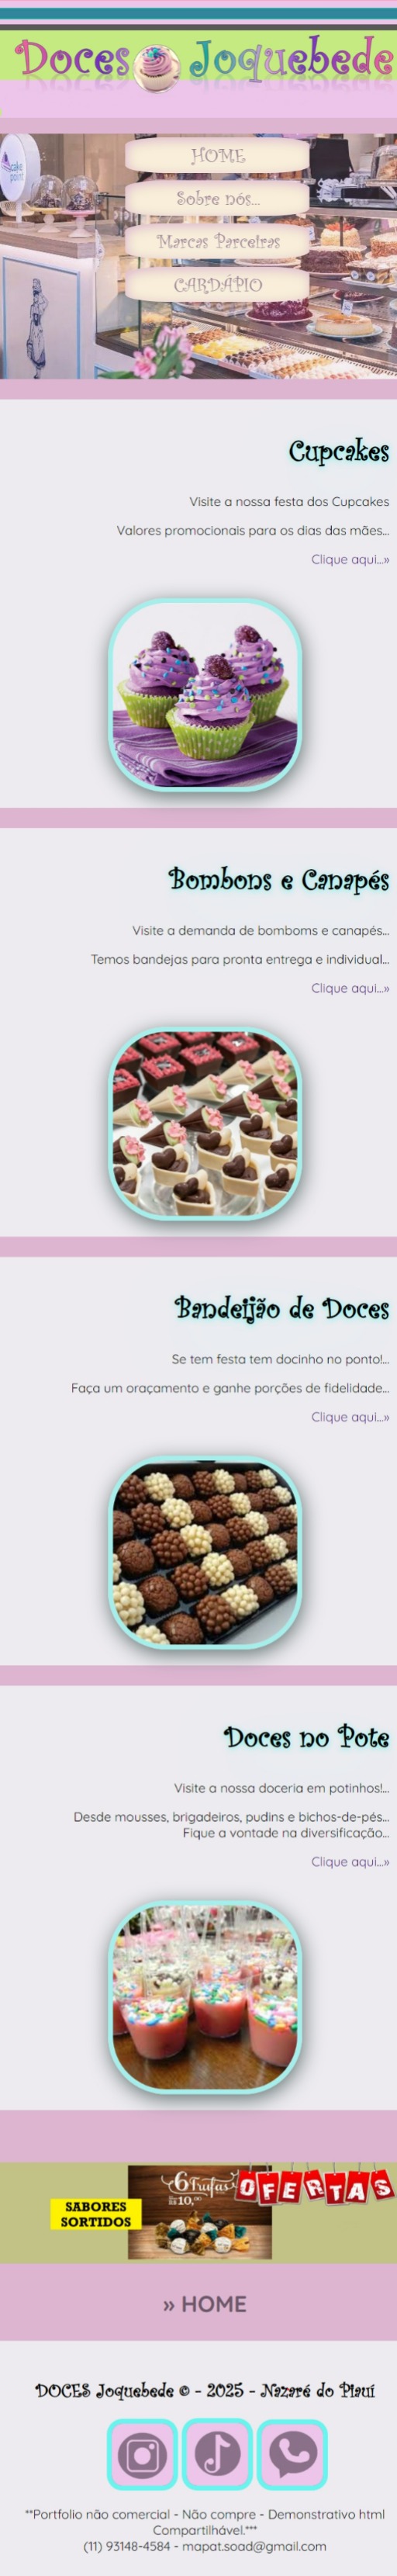 Doces Joquebede
cake
point
HOME
Sobre nós...
Marcas Parceiras
CARDÁPIO
Cupcakes
Visite a nossa festa dos Cupcakes
Valores promocionais para os dias das mães...
Clique aqui...»
Bombons e Canapés
Visite a demanda de bomboms e canapés...
Temos bandejas para pronta entrega e individual...
Clique aqui...»
Bandeijão de Doces
Se tem festa tem docinho no ponto!...
Faça um oraçamento e ganhe porções de fidelidade...
Clique aqui...»
Doces no Pote
Visite a nossa doceria em potinhos!...
Desde mousses, brigadeiros, pudins e bichos-de-pés...
Fique a vontade na diversificação...
Clique aqui...»
SABORES
SORTIDOS
6 Trufas
R$10,00
OFERTAS
» HOME
DOCES Joquebede © - 2025 - Nazaré do Piauí
**Portfolio não comercial - Não compre - Demonstrativo html
Compartilhável.***
(11) 93148-4584 - mapat.soad@gmail.com